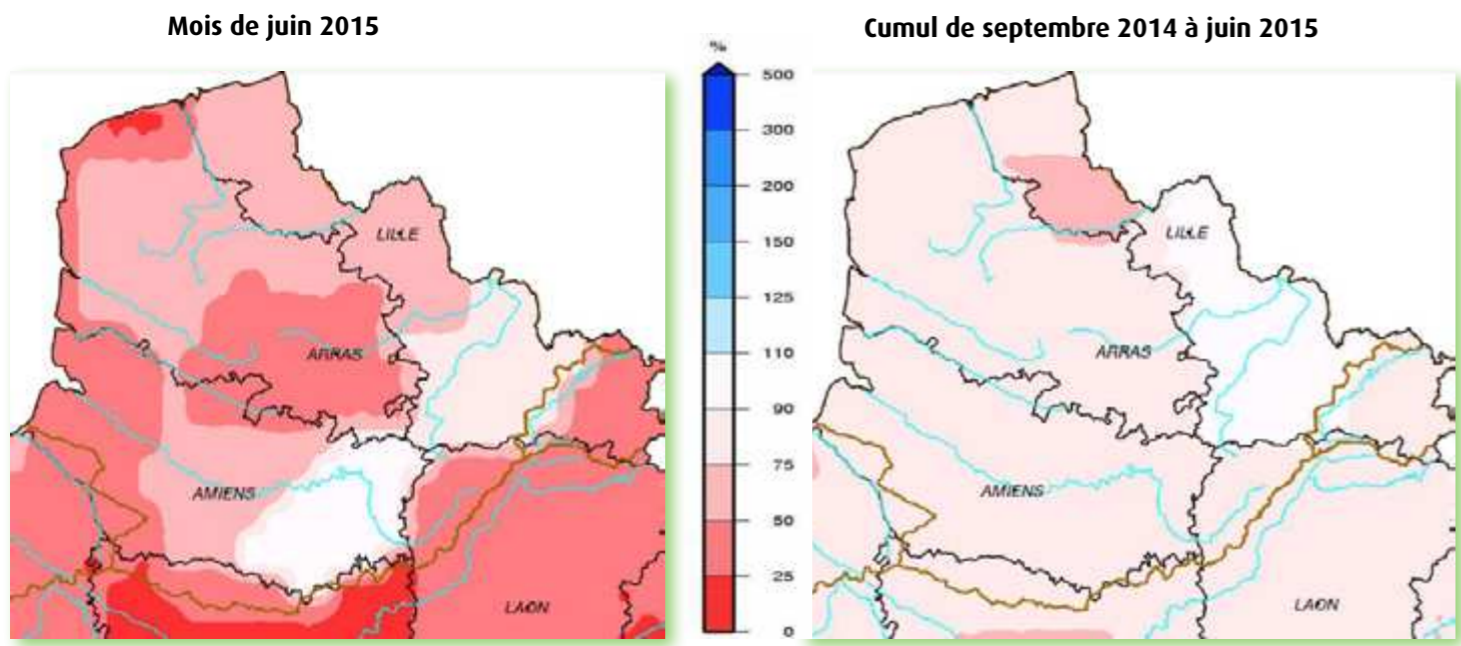 Mois de juin 2015
Cumul de septembre 2014 à juin 2015
%
500
300
200
150
125
110
90
75
50
25
0
LILLE
ARRAS
AMIENS
LAON
LILLE
ARRAS
AMIENS
LAON